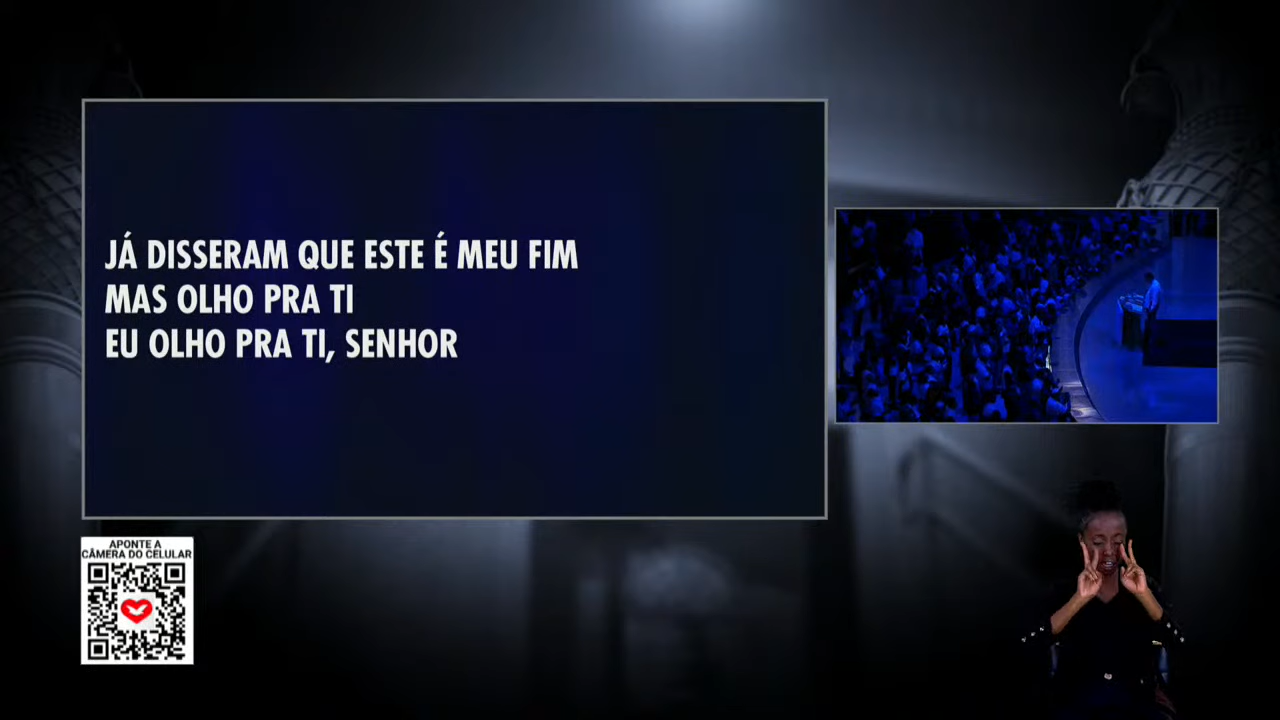 JÁ DISSERAM QUE ESTE É MEU FIM
MAS OLHO PRA TI
EU OLHO PRA TI, SENHOR
APONTE A
CÂMERA DO CELULAR